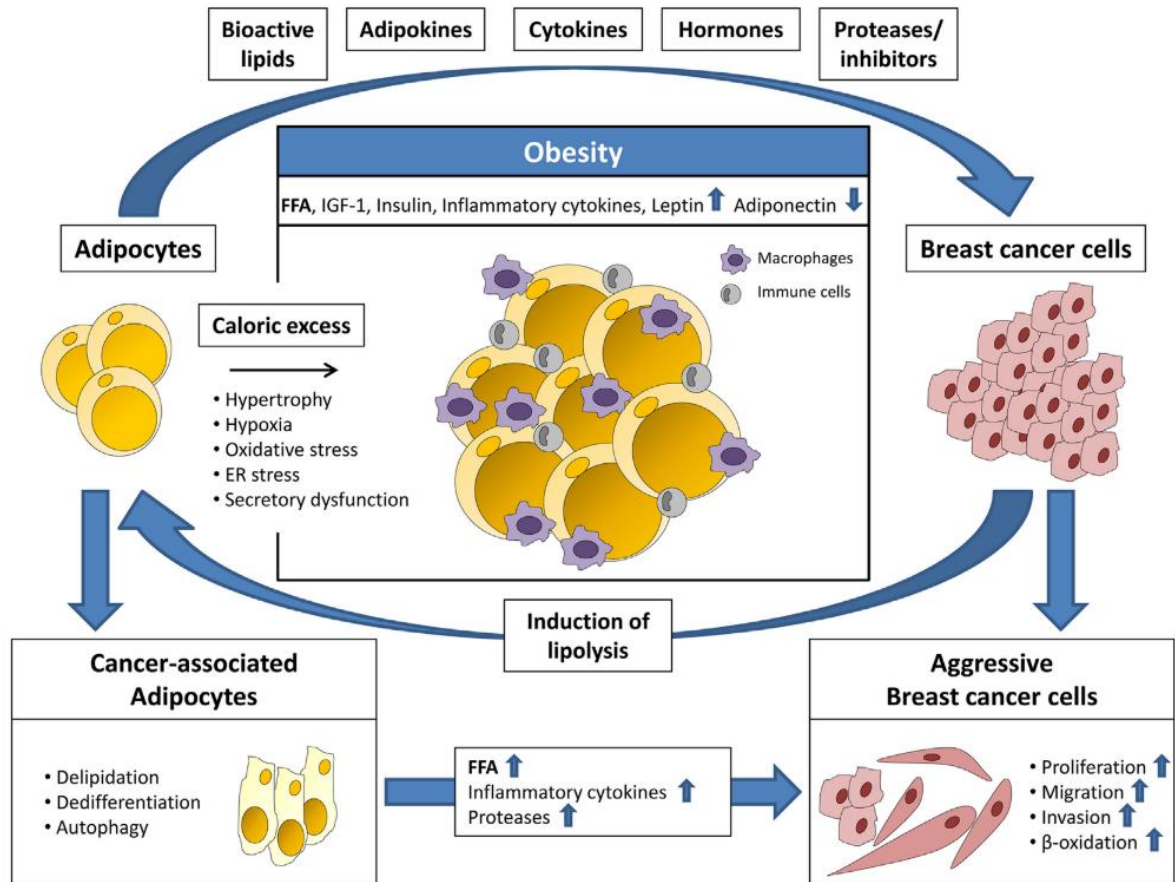 Bioactive
lipids
Adipokines
Cytokines
Hormones
Proteases/
inhibitors
Obesity
FFA, IGF-1, Insulin, Inflammatory cytokines, Leptin Adiponectin
Adipocytes
Breast cancer cells
Macrophages
Immune cells
Caloric excess
• Hypertrophy
• Hypoxia
• Oxidative stress
• ER stress
• Secretory dysfunction
Induction of
lipolysis
Cancer-associated
Adipocytes
• Delipidation
• Dedifferentiation
• Autophagy
FFA
Inflammatory cytokines
Proteases
Aggressive
Breast cancer cells
• Proliferation
• Migration
• Invasion
• β-oxidation